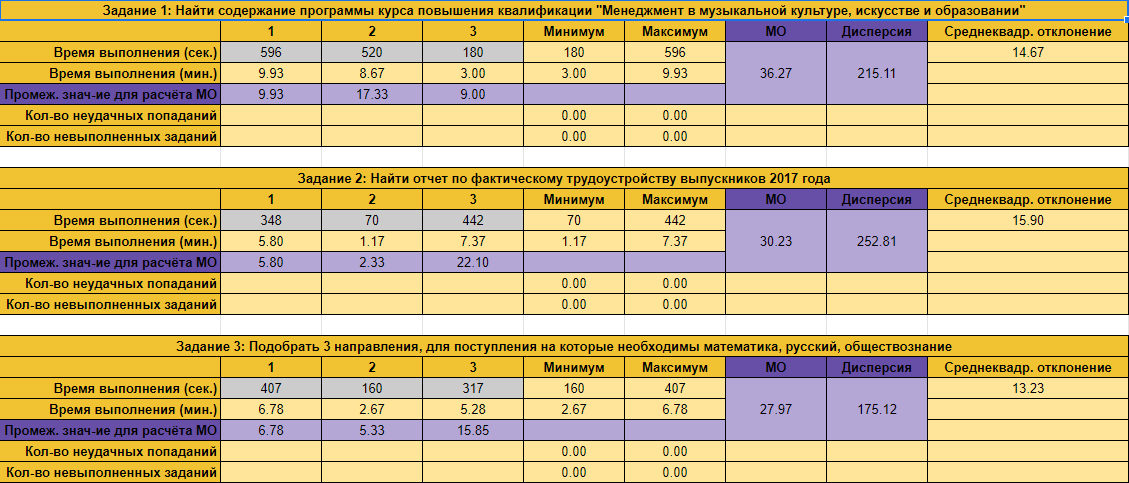 Задание 1: Найти содержание программы курса повышения квалификации "Менеджмент в музыкальной культуре, искусстве и образовании"
1 2 3 Минимум Максимум МО Дисперсия Среднеквадр. отклонение
Время выполнения (сек.) 596 520 180 180 596 14.67
Время выполнения (мин.) 9.93 8.67 3.00 3.00 9.93 36.27 215.11
Промеж. знач-ие для расчёта МО 9.93 17.33 9.00
Кол-во неудачных попаданий 0.00 0.00
Кол-во невыполненных заданий 0.00 0.00
Задание 2: Найти отчет по фактическому трудоустройству выпускников 2017 года
1 2 3 Минимум Максимум МО Дисперсия Среднеквадр. отклонение
Время выполнения (сек.) 348 70 442 70 442 15.90
Время выполнения (мин.) 5.80 1.17 7.37 1.17 7.37 30.23 252.81
Промеж. знач-ие для расчёта МО 5.80 2.33 22.10
Кол-во неудачных попаданий 0.00 0.00
Кол-во невыполненных заданий 0.00 0.00
Задание 3: Подобрать 3 направления, для поступления на которые необходимы математика, русский, обществознание
1 2 3 Минимум Максимум МО Дисперсия Среднеквадр. отклонение
Время выполнения (сек.) 407 160 317 160 407 13.23
Время выполнения (мин.) 6.78 2.67 5.28 2.67 6.78 27.97 175.12
Промеж. знач-ие для расчёта МО 6.78 5.33 15.85
Кол-во неудачных попаданий 0.00 0.00
Кол-во невыполненных заданий 0.00 0.00